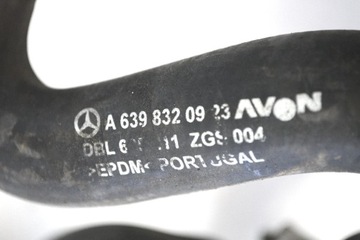 A 639 832 09 23 AVON
DBL ZGS 004
>EPDM< PORTUGAL